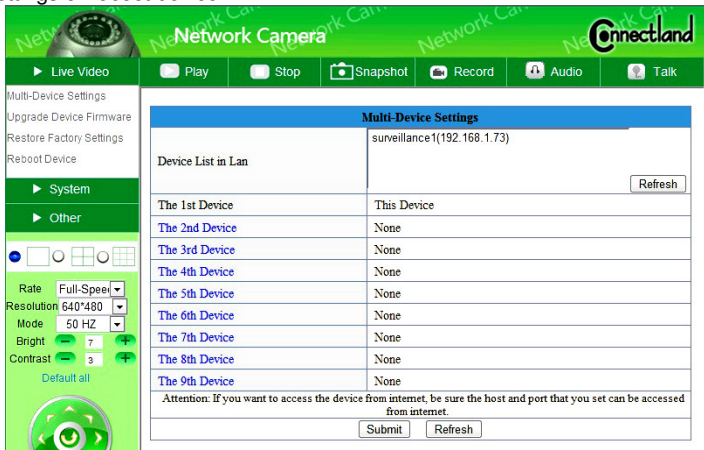 Network Camera
Connectland
Live Video
Play
Stop
Snapshot
Record
Audio
Talk
Multi-Device Settings
Upgrade Device Firmware
Restore Factory Settings
Reboot Device
System
Other
Rate Full-Spee
Resolution 640*480
Mode 50 HZ
Bright 7
Contrast 3
Default all
Multi-Device Settings
Device List in Lan
surveillance1(192.168.1.73)
Refresh
The 1st Device This Device
The 2nd Device None
The 3rd Device None
The 4th Device None
The 5th Device None
The 6th Device None
The 7th Device None
The 8th Device None
The 9th Device None
Attention: If you want to access the device from internet, be sure the host and port that you set can be accessed
from internet.
Submit Refresh